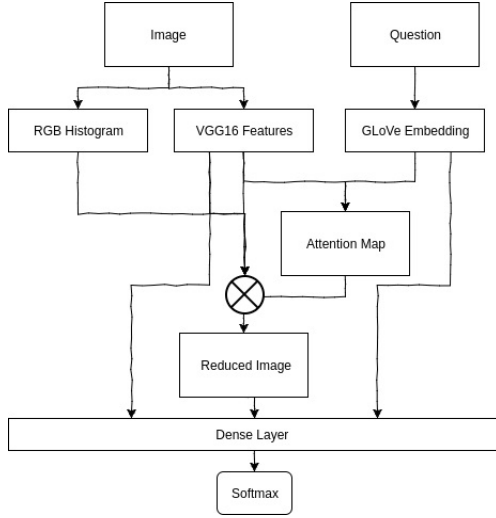 Image
Question
RGB Histogram
VGG16 Features
GLoVe Embedding
Attention Map
Reduced Image
Dense Layer
Softmax